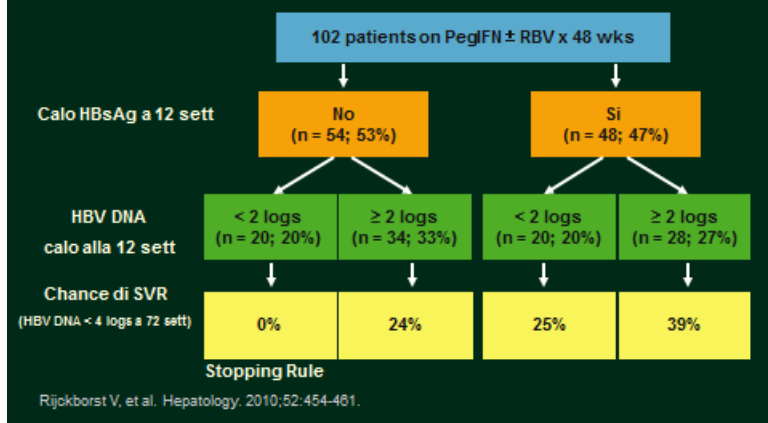 102 patients on PegIFN ± RBV x 48 wks
Calo HBsAg a 12 sett
No
(n = 54; 53%)
Si
(n = 48; 47%)
HBV DNA
calo alla 12 sett
< 2 logs
(n = 20; 20%)
≥ 2 logs
(n = 34; 33%)
< 2 logs
(n = 20; 20%)
≥ 2 logs
(n = 28; 27%)
Chance di SVR
(HBV DNA < 4 logs a 72 sett)
0%
24%
25%
39%
Stopping Rule
Rijckborst V, et al. Hepatology. 2010;52:454-461.